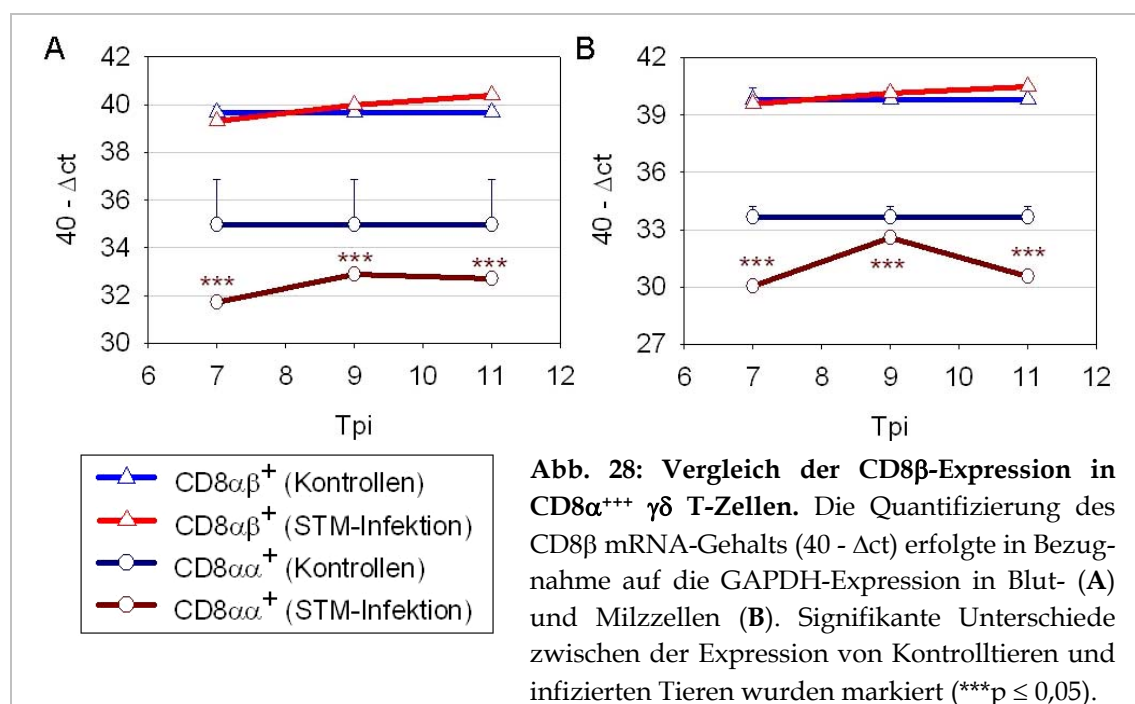 A
B
42
40
38
36
34
32
30
40 - Δct
***
***
***
6
7
8
9
10
11
12
Tpi
42
39
36
33
30
27
40 - Δct
***
***
***
6
7
8
9
10
11
12
Tpi
CD8αβ⁺ (Kontrollen)
CD8αβ⁺ (STM-Infektion)
CD8αα⁺ (Kontrollen)
CD8αα⁺ (STM-Infektion)
Abb. 28: Vergleich der CD8β-Expression in
CD8α⁺⁺⁺ γδ T-Zellen. Die Quantifizierung des
CD8β mRNA-Gehalts (40 - Δct) erfolgte in Bezug-
nahme auf die GAPDH-Expression in Blut- (A)
und Milzzellen (B). Signifikante Unterschiede
zwischen der Expression von Kontrolltieren und
infizierten Tieren wurden markiert (***p ≤ 0,05).